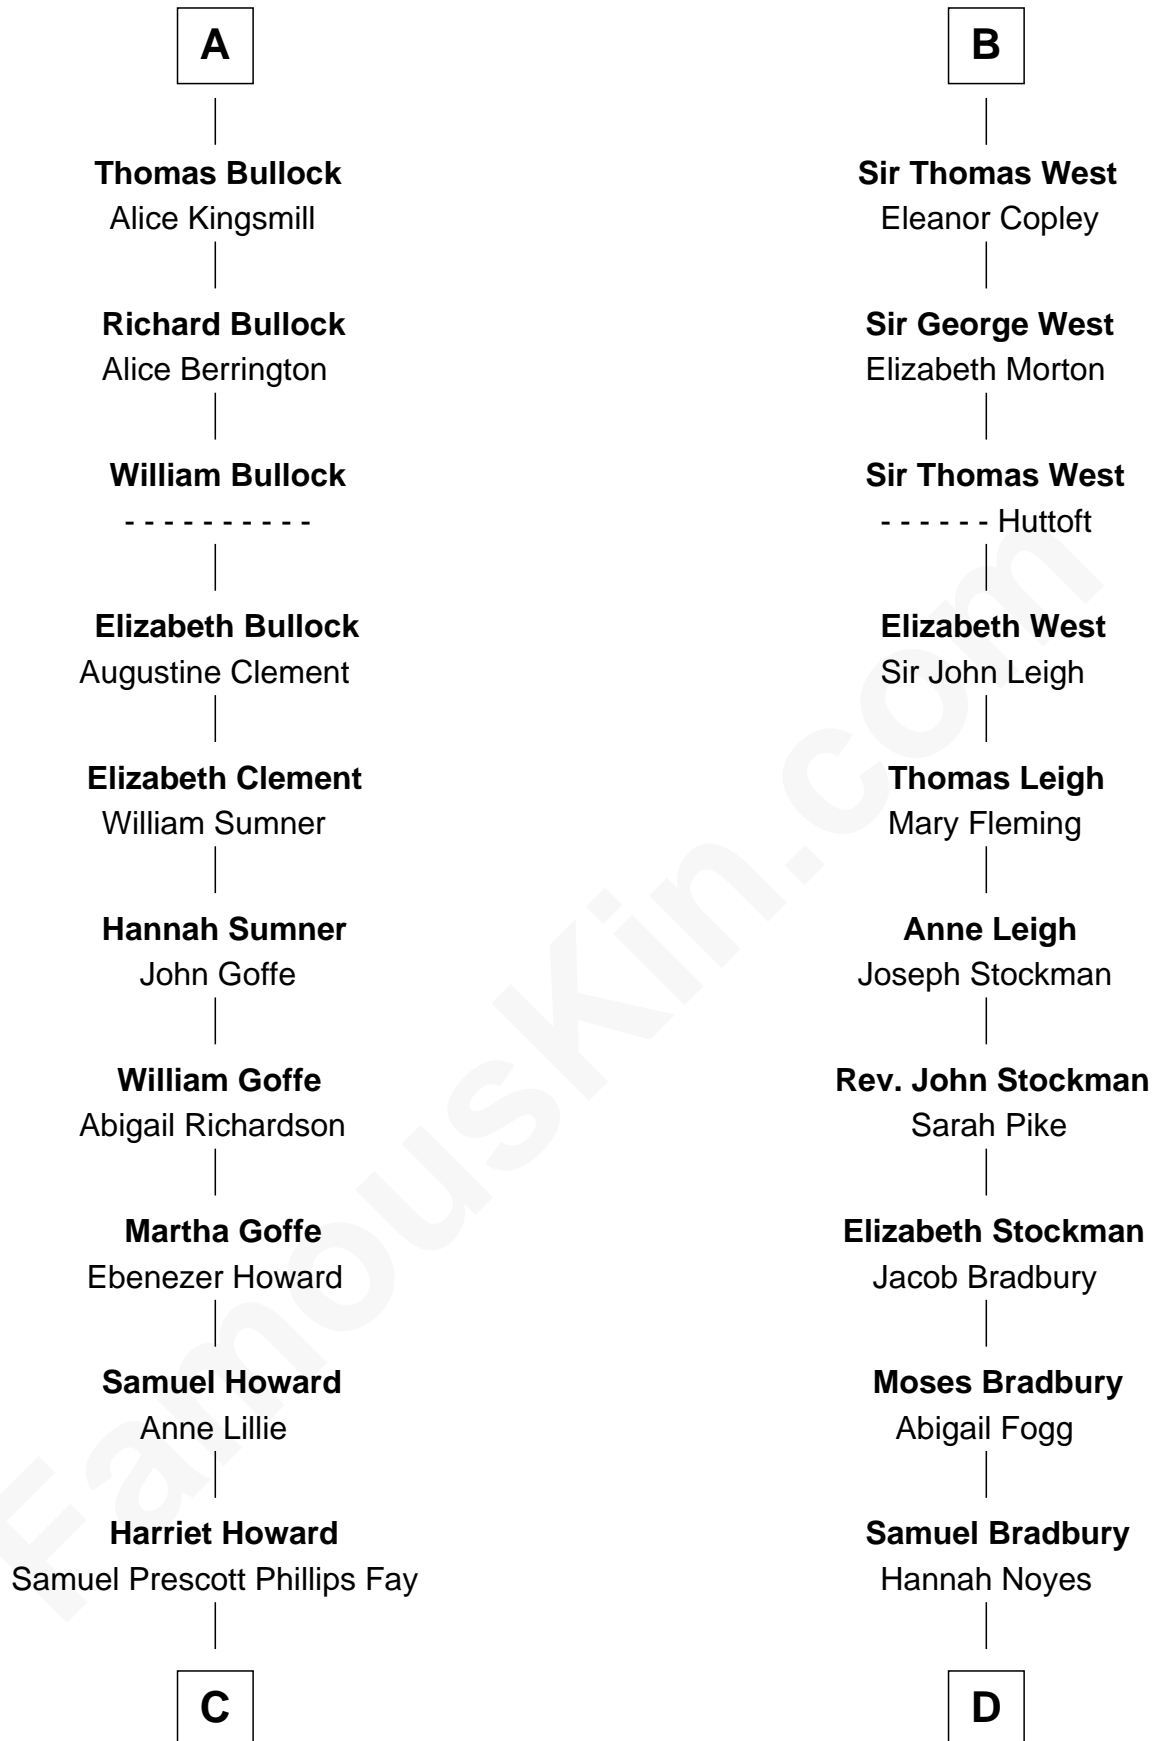 A
Thomas Bullock
Alice Kingsmill
Richard Bullock
Alice Berrington
William Bullock
- - - - - - - - - -
Elizabeth Bullock
Augustine Clement
Elizabeth Clement
William Sumner
Hannah Sumner
John Goffe
William Goffe
Abigail Richardson
Martha Goffe
Ebenezer Howard
Samuel Howard
Anne Lillie
Harriet Howard
Samuel Prescott Phillips Fay
C
B
Sir Thomas West
Eleanor Copley
Sir George West
Elizabeth Morton
Sir Thomas West
- - - - - - Huttoft
Elizabeth West
Sir John Leigh
Thomas Leigh
Mary Fleming
Anne Leigh
Joseph Stockman
Rev. John Stockman
Sarah Pike
Elizabeth Stockman
Jacob Bradbury
Moses Bradbury
Abigail Fogg
Samuel Bradbury
Hannah Noyes
D
FamousKin.com